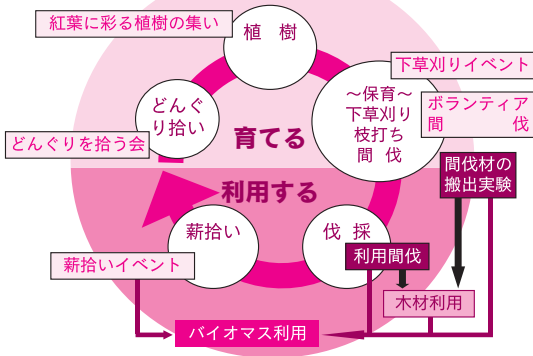 紅葉に彩る植樹の集い
植 樹
下草刈りイベント
～保育～
下草刈り
枝打ち
間 伐
ボランティア
間 伐
どんぐ
り拾い
どんぐりを拾う会
育てる
間伐材の
搬出実験
利用する
薪拾い
伐 採
利用間伐
薪拾いイベント
木材利用
バイオマス利用